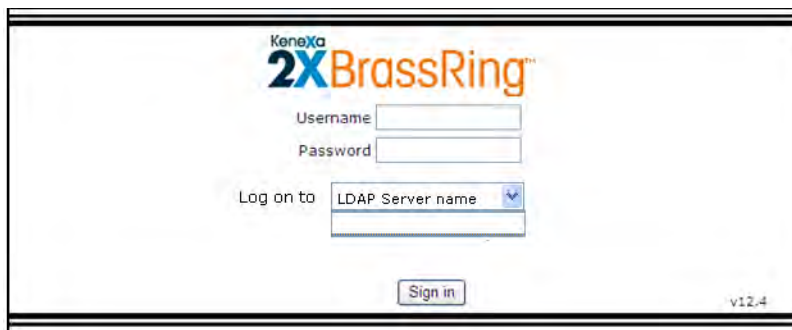 Kenexa
2X BrassRing™
Username
Password
Log on to LDAP Server name
Sign in
v12.4